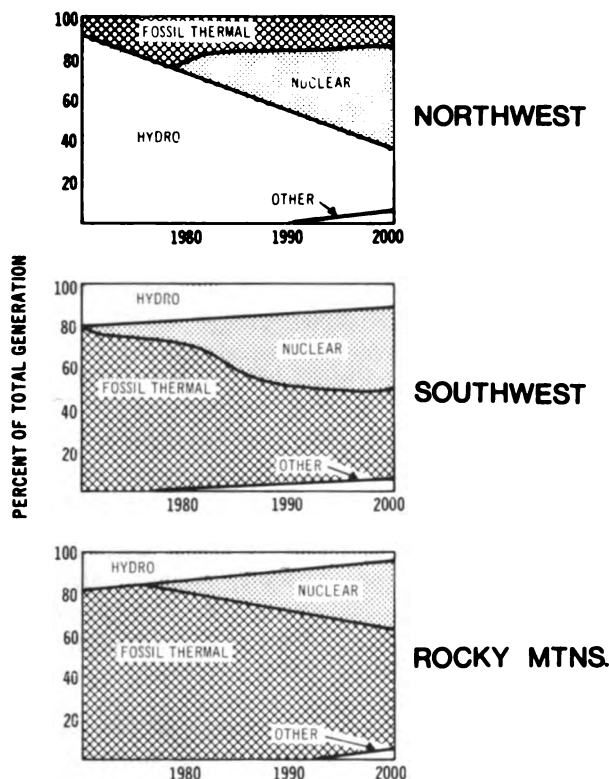 PERCENT OF TOTAL GENERATION
100
80
60
40
20
FOSSIL THERMAL
NUCLEAR
HYDRO
OTHER
1980 1990 2000
NORTHWEST
100
80
60
40
20
HYDRO
NUCLEAR
FOSSIL THERMAL
OTHER
1980 1990 2000
SOUTHWEST
100
80
60
40
20
HYDRO
NUCLEAR
FOSSIL THERMAL
OTHER
1980 1990 2000
ROCKY MTNS.